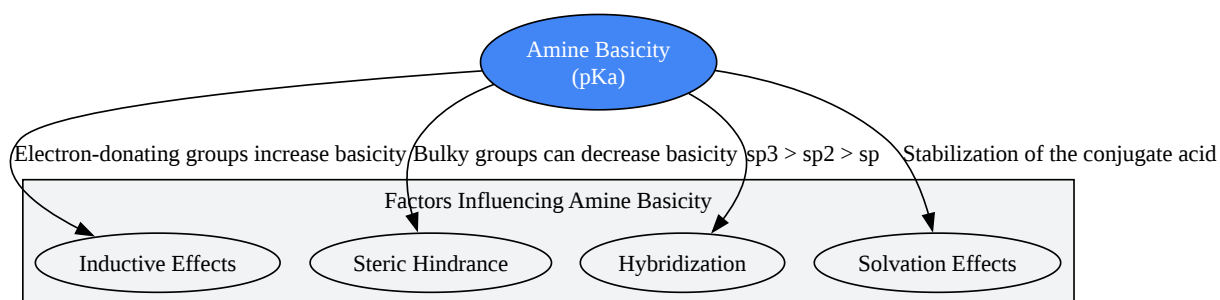 Amine Basicity
(pKa)
Electron-donating groups increase basicity
Bulky groups can decrease basicity
sp3 > sp2 > sp
Stabilization of the conjugate acid
Factors Influencing Amine Basicity
Inductive Effects
Steric Hindrance
Hybridization
Solvation Effects